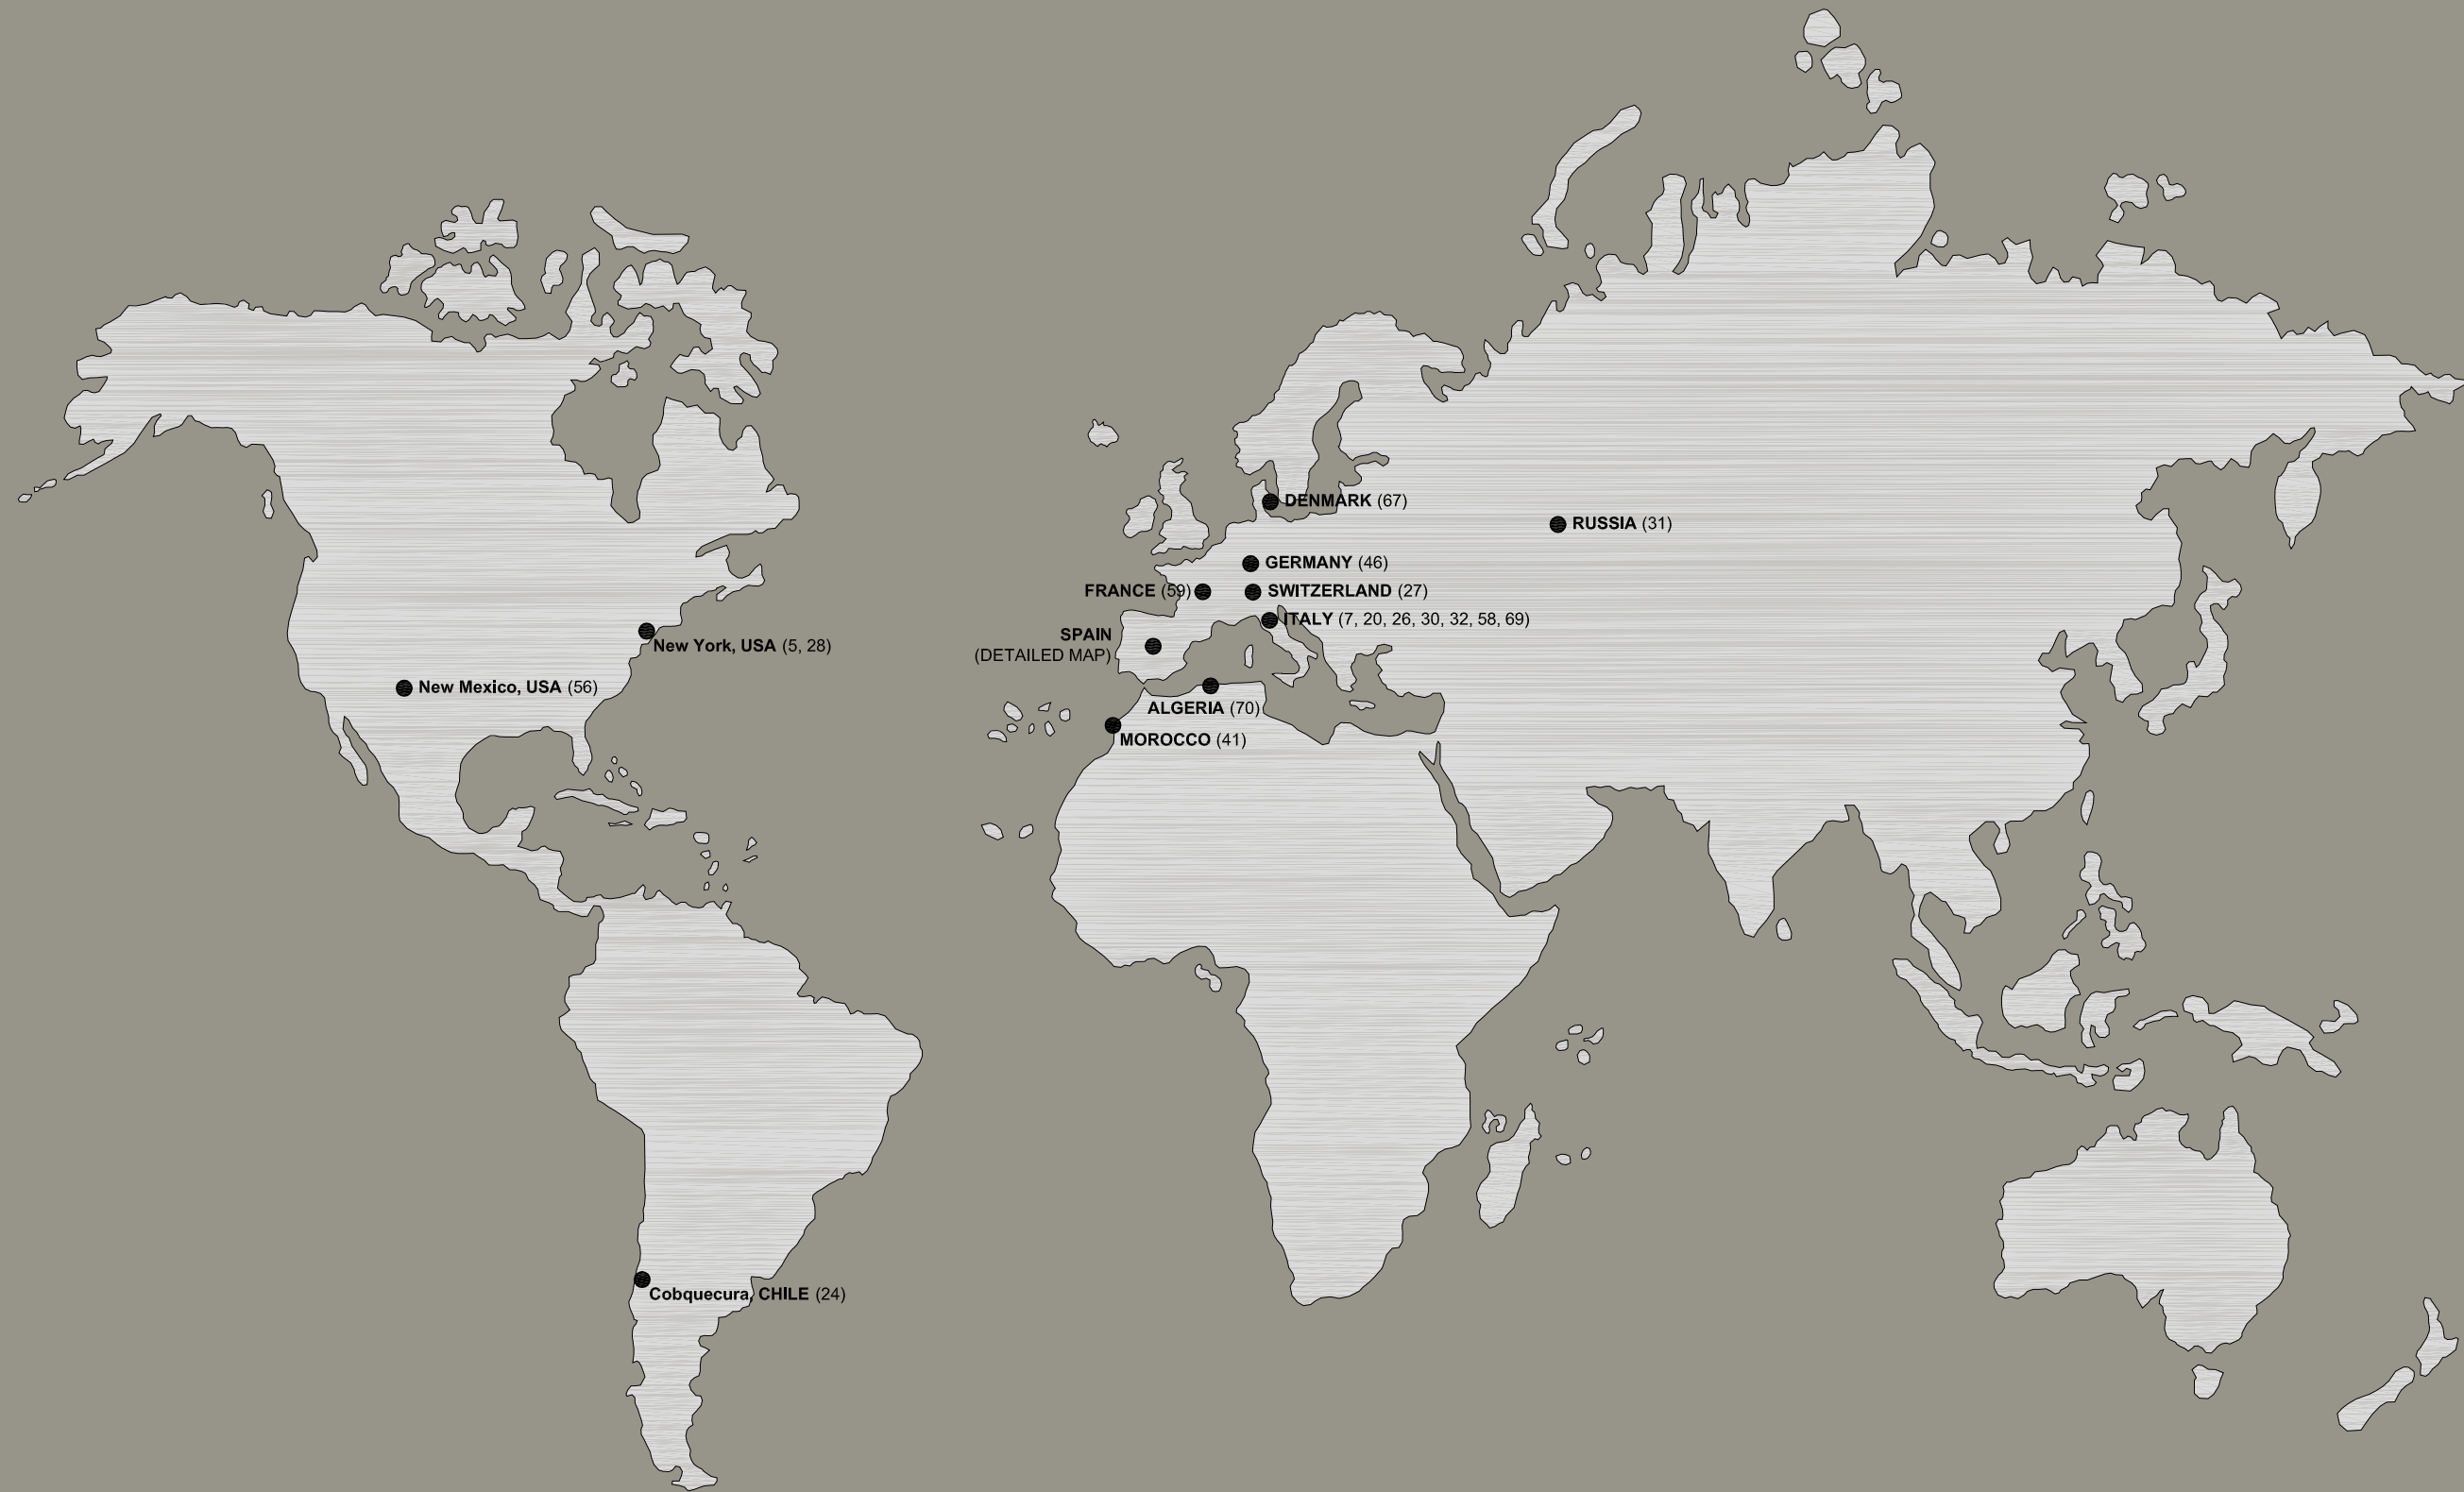 DENMARK (67)
RUSSIA (31)
GERMANY (46)
FRANCE (59)
SWITZERLAND (27)
ITALY (7, 20, 26, 30, 32, 58, 69)
SPAIN
(DETAILED MAP)
New York, USA (5, 28)
New Mexico, USA (56)
ALGERIA (70)
MOROCCO (41)
Cobquecura, CHILE (24)